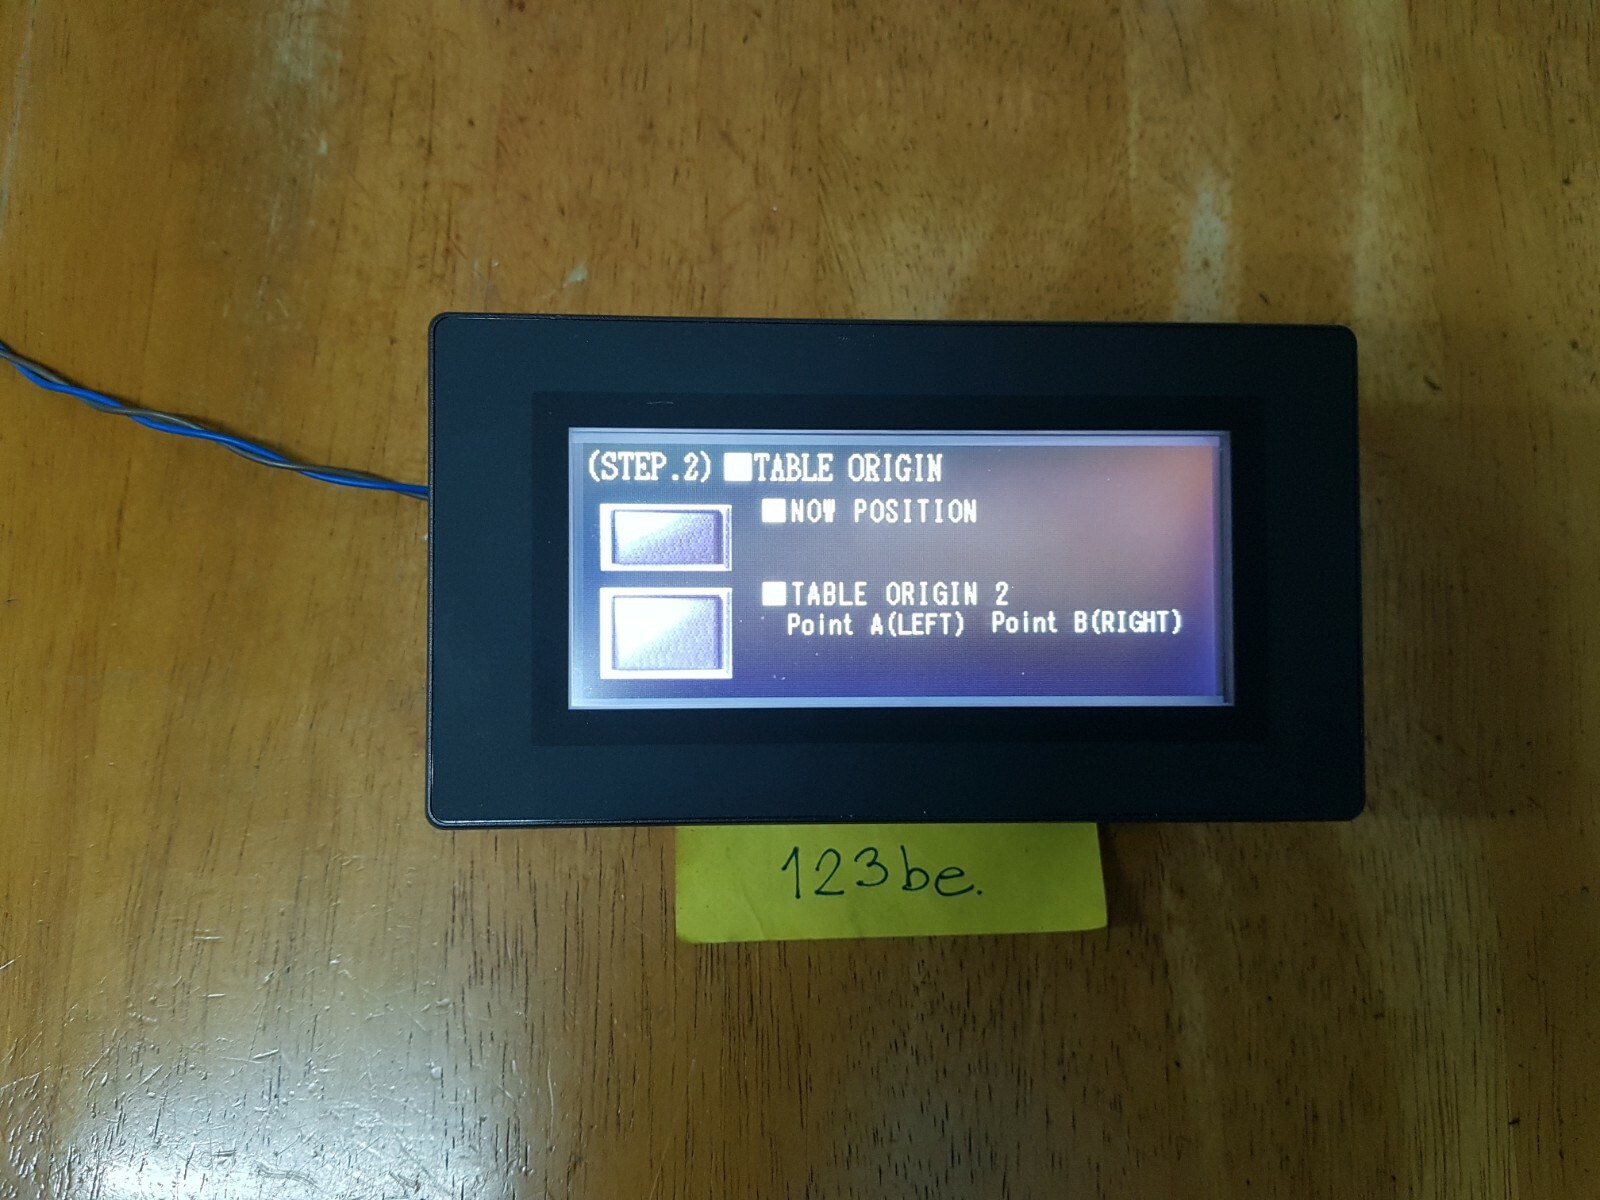 (STEP.2) ■TABLE ORIGIN
■NOW POSITION
■TABLE ORIGIN 2
Point A(LEFT) Point B(RIGHT)
123be.